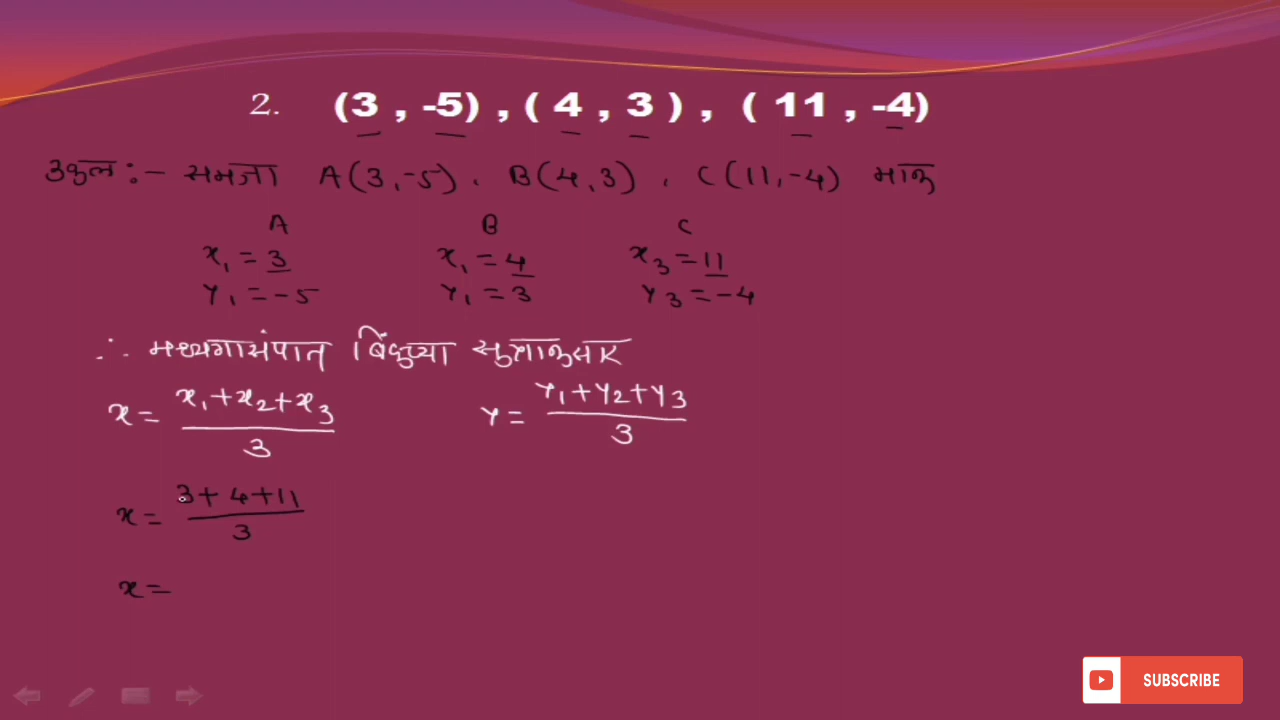 2. (3 , -5) , ( 4 , 3 ) , ( 11 , -4)
उकल :- समजा A(3,-5), B(4,3), C(11,-4)
A B C
x₁ = 3 x₁ = 4 x₃ = 11
y₁ = -5 y₁ = 3 y₃ = -4
∴ मध्यगासंपात बिंदुच्या
x = x₁+x₂+x₃/3 y = y₁+y₂+y₃/3
x = 3+4+11/3
x =
SUBSCRIBE